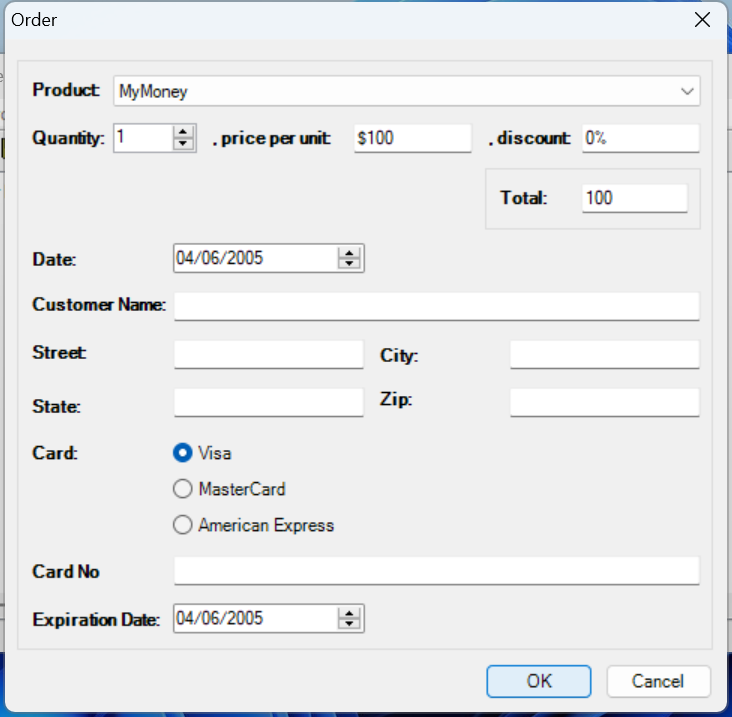 Order
Product: MyMoney
Quantity: 1 , price per unit: $100 , discount: 0%
Total: 100
Date: 04/06/2005
Customer Name:
Street: City:
State: Zip:
Card: Visa
MasterCard
American Express
Card No
Expiration Date: 04/06/2005
OK Cancel